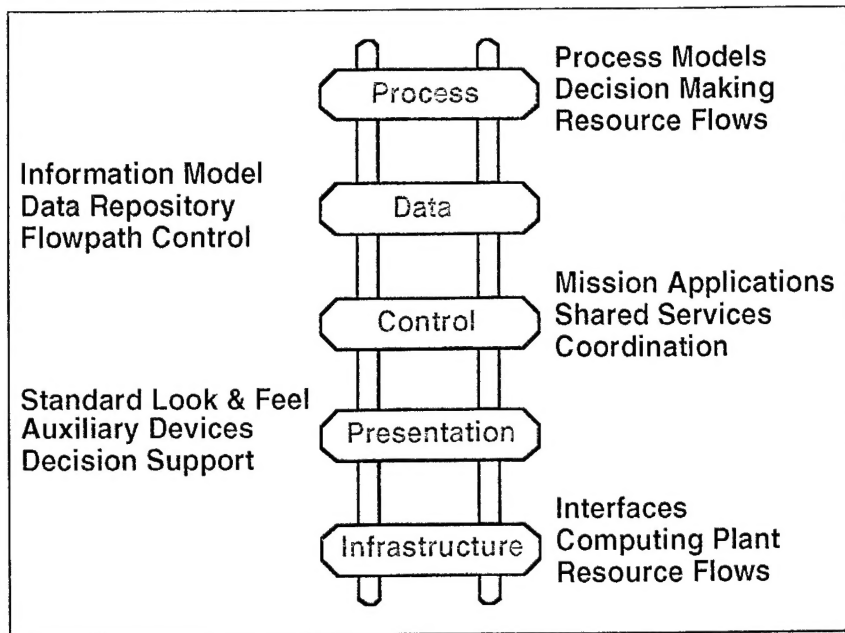 Process
Process Models
Decision Making
Resource Flows
Information Model
Data Repository
Flowpath Control
Data
Control
Mission Applications
Shared Services
Coordination
Standard Look & Feel
Auxiliary Devices
Decision Support
Presentation
Infrastructure
Interfaces
Computing Plant
Resource Flows